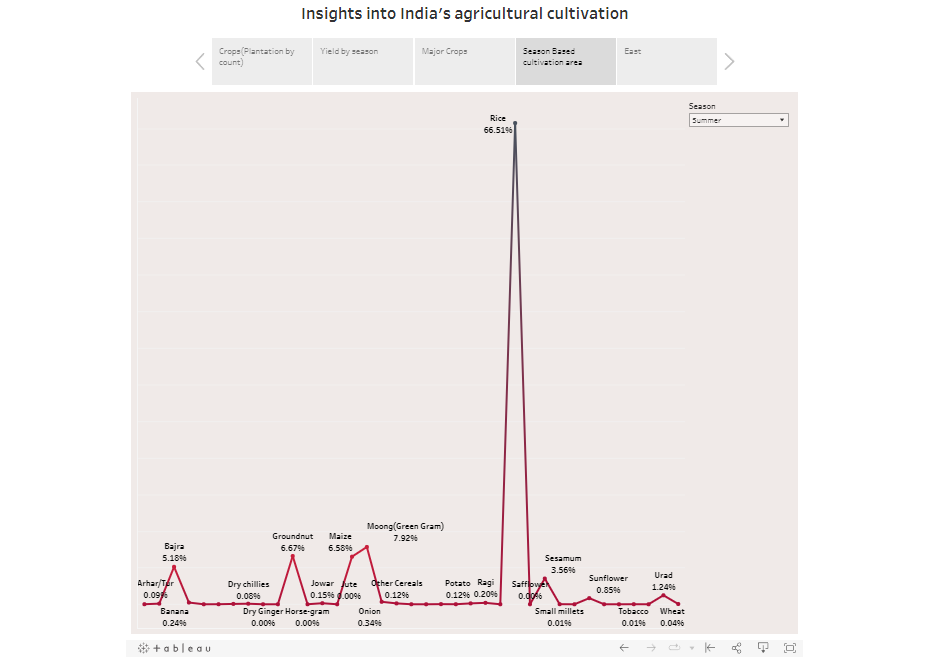 Insights into India's agricultural cultivation
Crops(Plantation by
count)
Yield by season
Major Crops
Season Based
cultivation area
East
Season
Summer
Rice
66.51%
Moong(Green Gram)
7.92%
Groundnut
6.67%
Maize
6.58%
Bajra
5.18%
Sesamum
3.56%
Sunflower
0.85%
Urad
1.24%
Arhar/Tur
0.09%
Dry chillies
0.08%
Jowar
0.15%
Jute
0.00%
Other Cereals
0.12%
Potato
0.12%
Ragi
0.20%
Safflower
0.00%
Banana
0.24%
Dry Ginger
0.00%
Horse-gram
0.00%
Onion
0.34%
Small millets
0.01%
Tobacco
0.01%
Wheat
0.04%
+ a b l e a u